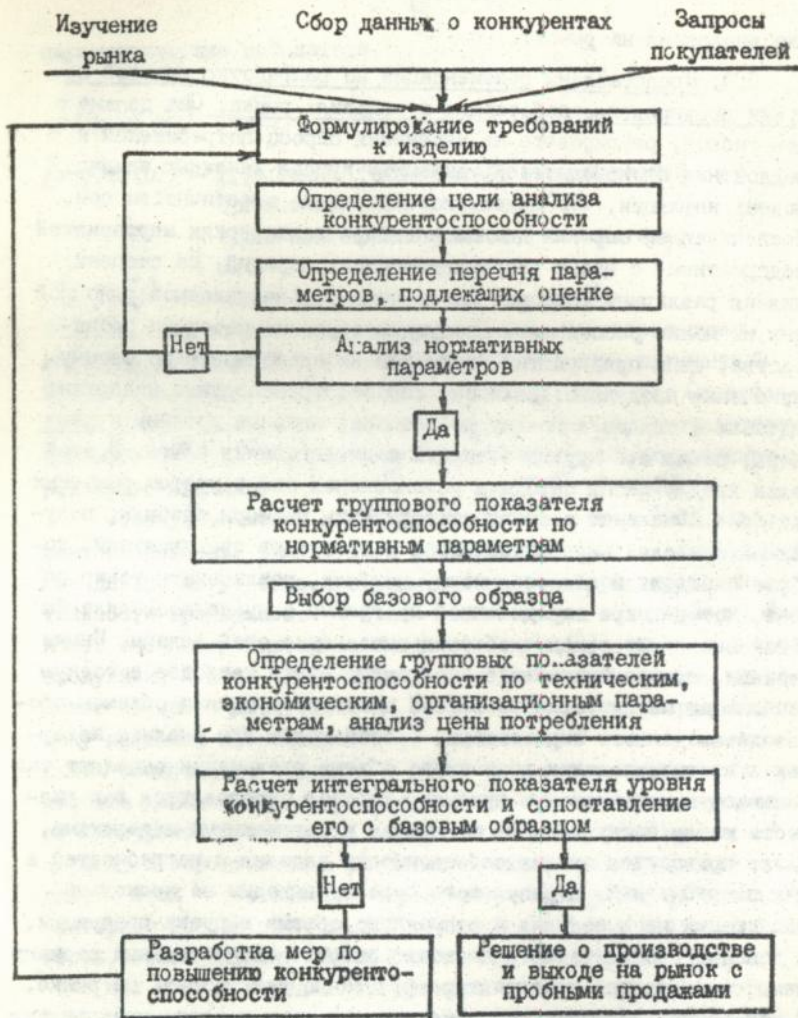 Изучение
рынка
Сбор данных о конкурентах
Запросы
покупателей
Формулирование требований
к изделию
Определение цели анализа
конкурентоспособности
Определение перечня пара-
метров, подлежащих оценке
Нет
Анализ нормативных
параметров
Да
Расчет группового показателя
конкурентоспособности по
нормативным параметрам
Выбор базового образца
Определение групповых показателей
конкурентоспособности по техническим,
экономическим, организационным пара-
метрам, анализ цены потребления
Расчет интегрального показателя уровня
конкурентоспособности и сопоставление
его с базовым образцом
Нет
Да
Разработка мер по
повышению конкуренто-
способности
Решение о производстве
и выходе на рынок с
пробными продажами